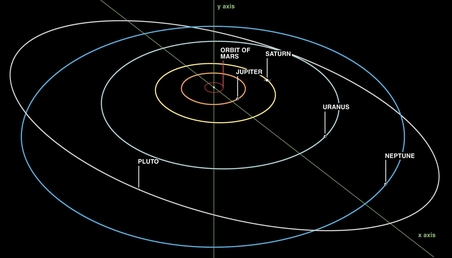 y axis
ORBIT OF
MARS
SATURN
JUPITER
URANUS
NEPTUNE
PLUTO
x axis